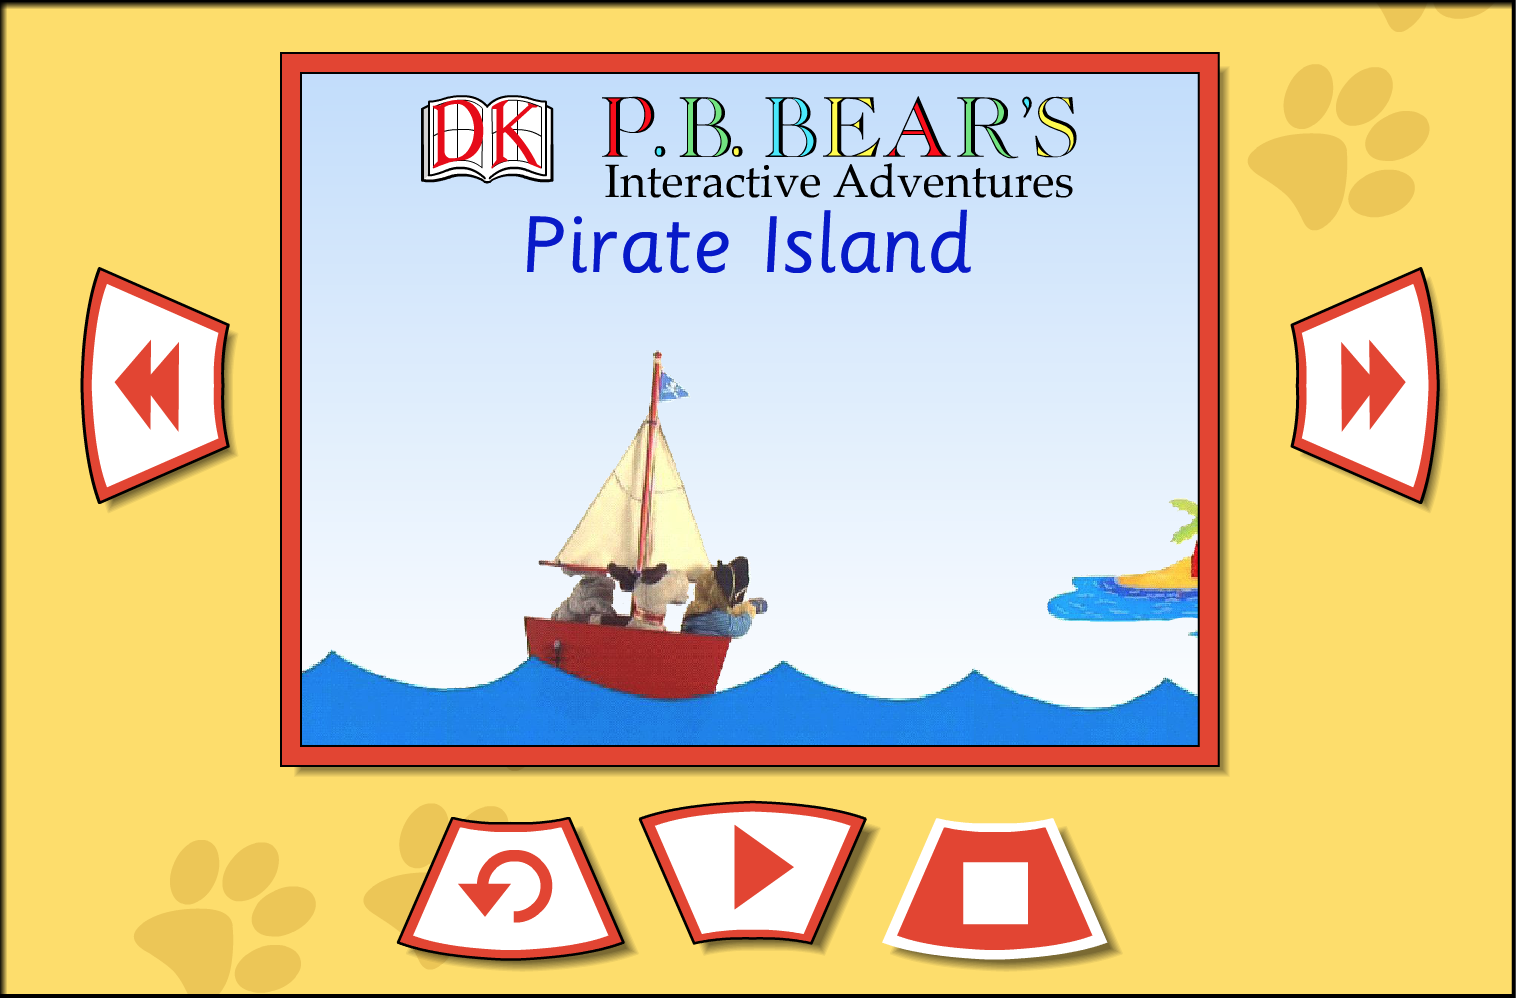 DK
P.B. BEAR'S
Interactive Adventures
Pirate Island